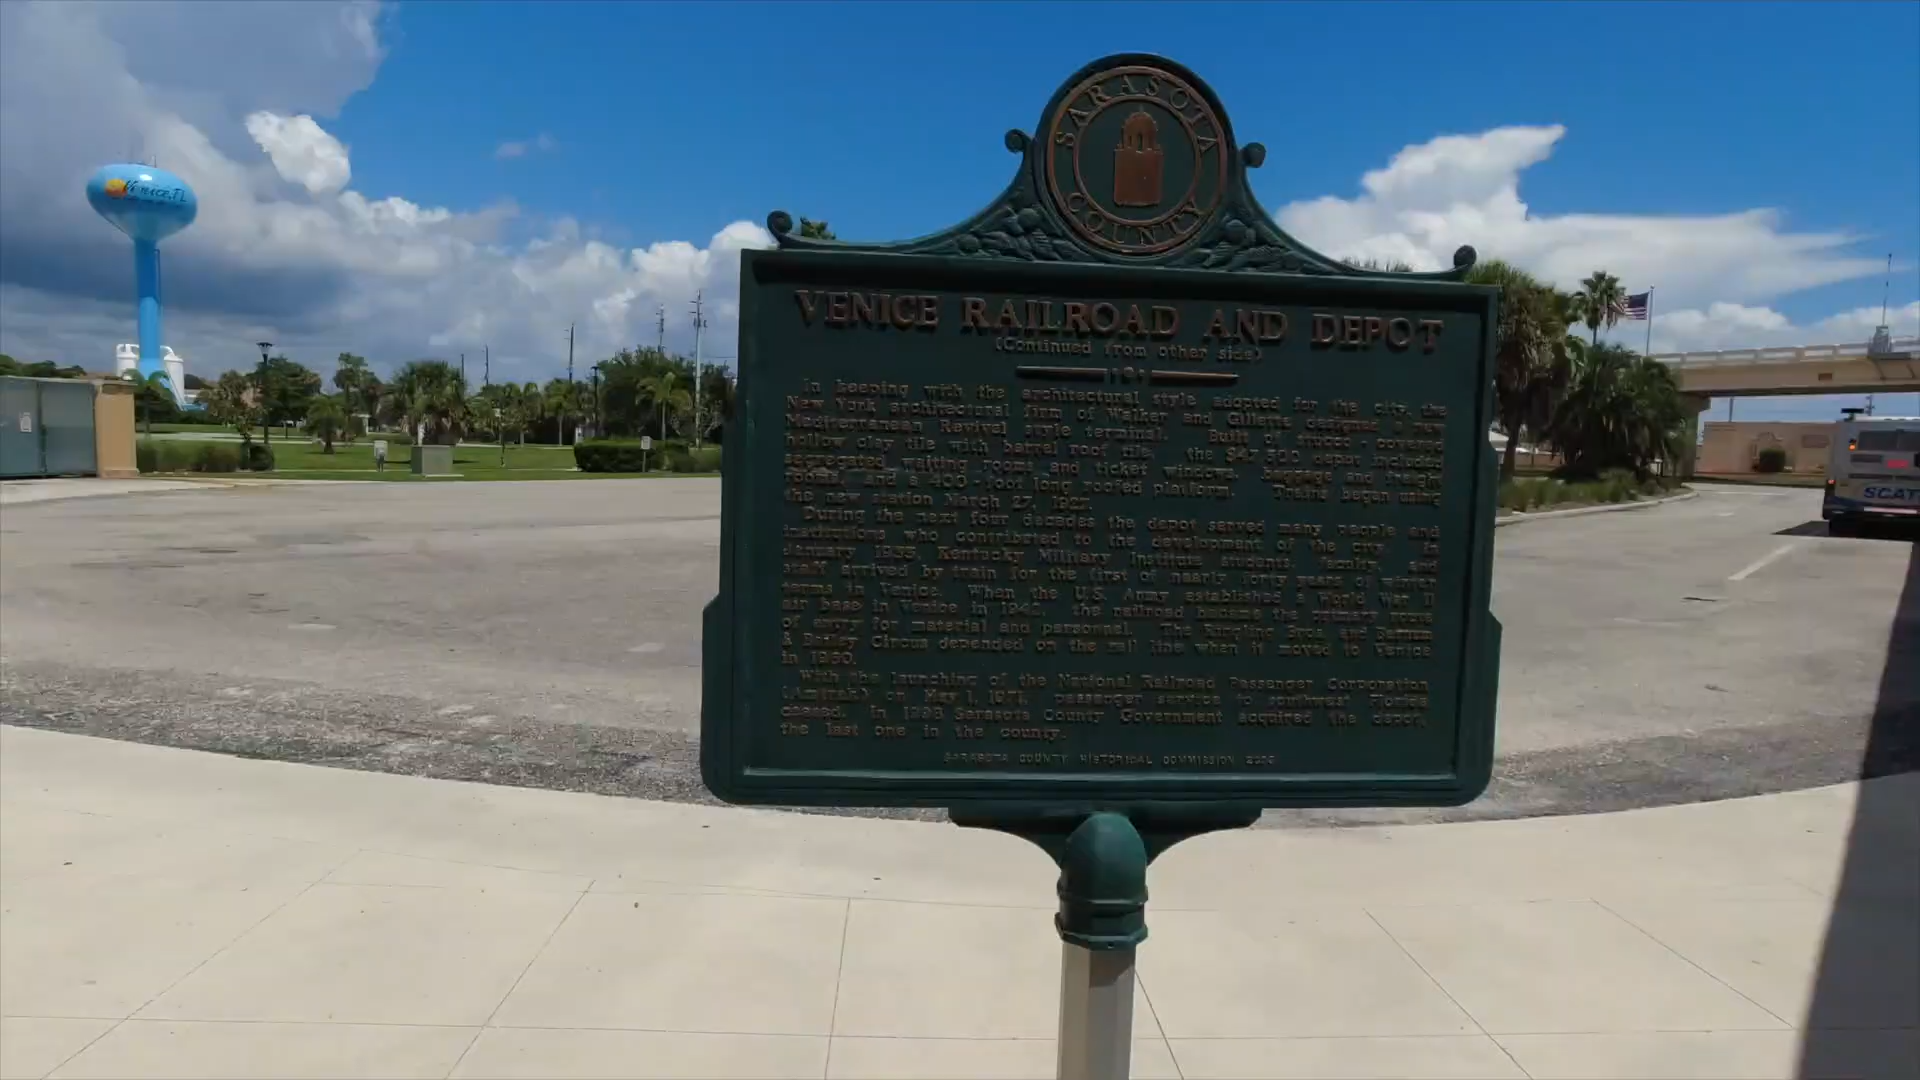 Venice, FL
SARASOTA
COUNTY
VENICE RAILROAD AND DEPOT
(Continued from other side)
In keeping with the architectural style adopted for the city, the
New York architectural firm of Walker and Gillette designed a new
Mediterranean Revival style terminal. Built of stucco-covered
hollow clay tile with barrel roof tile, the $47,500 depot included
segregated waiting rooms and ticket windows, baggage and freight
rooms, and a 400-foot long roofed platform. Trains began using
the new station March 27, 1927.
During the next four decades the depot served many people and
institutions who contributed to the development of the city. In
January 1933, Kentucky Military Institute students, faculty, and
staff arrived by train for the first of nearly forty years of winter
terms in Venice. When the U.S. Army established a World War II
air base in Venice in 1942, the railroad became the primary route
of entry for material and personnel. The Ringling Bros. and Barnum
& Bailey Circus depended on the rail line when it moved to Venice
in 1960.
With the launching of the National Railroad Passenger Corporation
(Amtrak) on May 1, 1971, passenger service to southwest Florida
ceased. In 1998 Sarasota County Government acquired the depot,
the last one in the county.
SARASOTA COUNTY HISTORICAL COMMISSION
SCAT